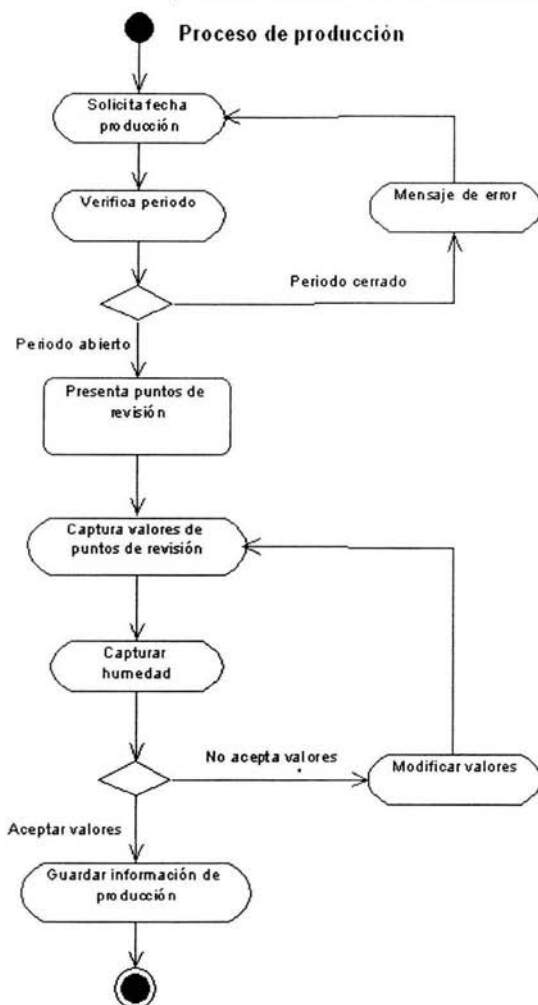 Proceso de producción
Solicita fecha
producción
Verifica periodo
Mensaje de error
Periodo cerrado
Periodo abierto
Presenta puntos de
revisión
Captura valores de
puntos de revisión
Capturar
humedad
No acepta valores
Modificar valores
Aceptar valores
Guardar información de
producción